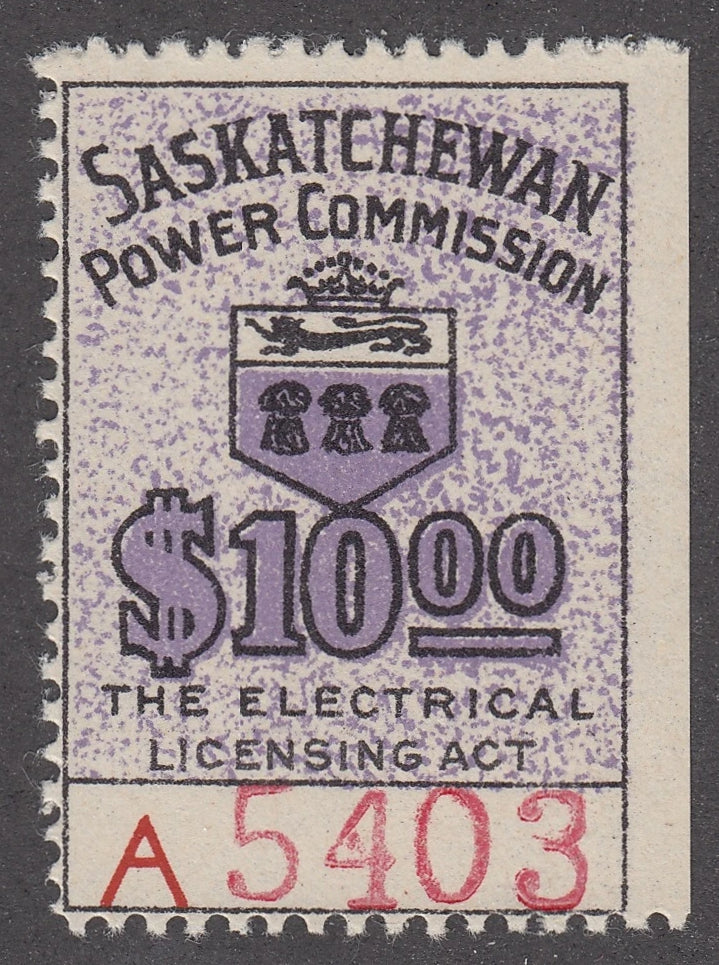 SASKATCHEWAN
POWER COMMISSION
$10.00
THE ELECTRICAL
LICENSING ACT
A 5403